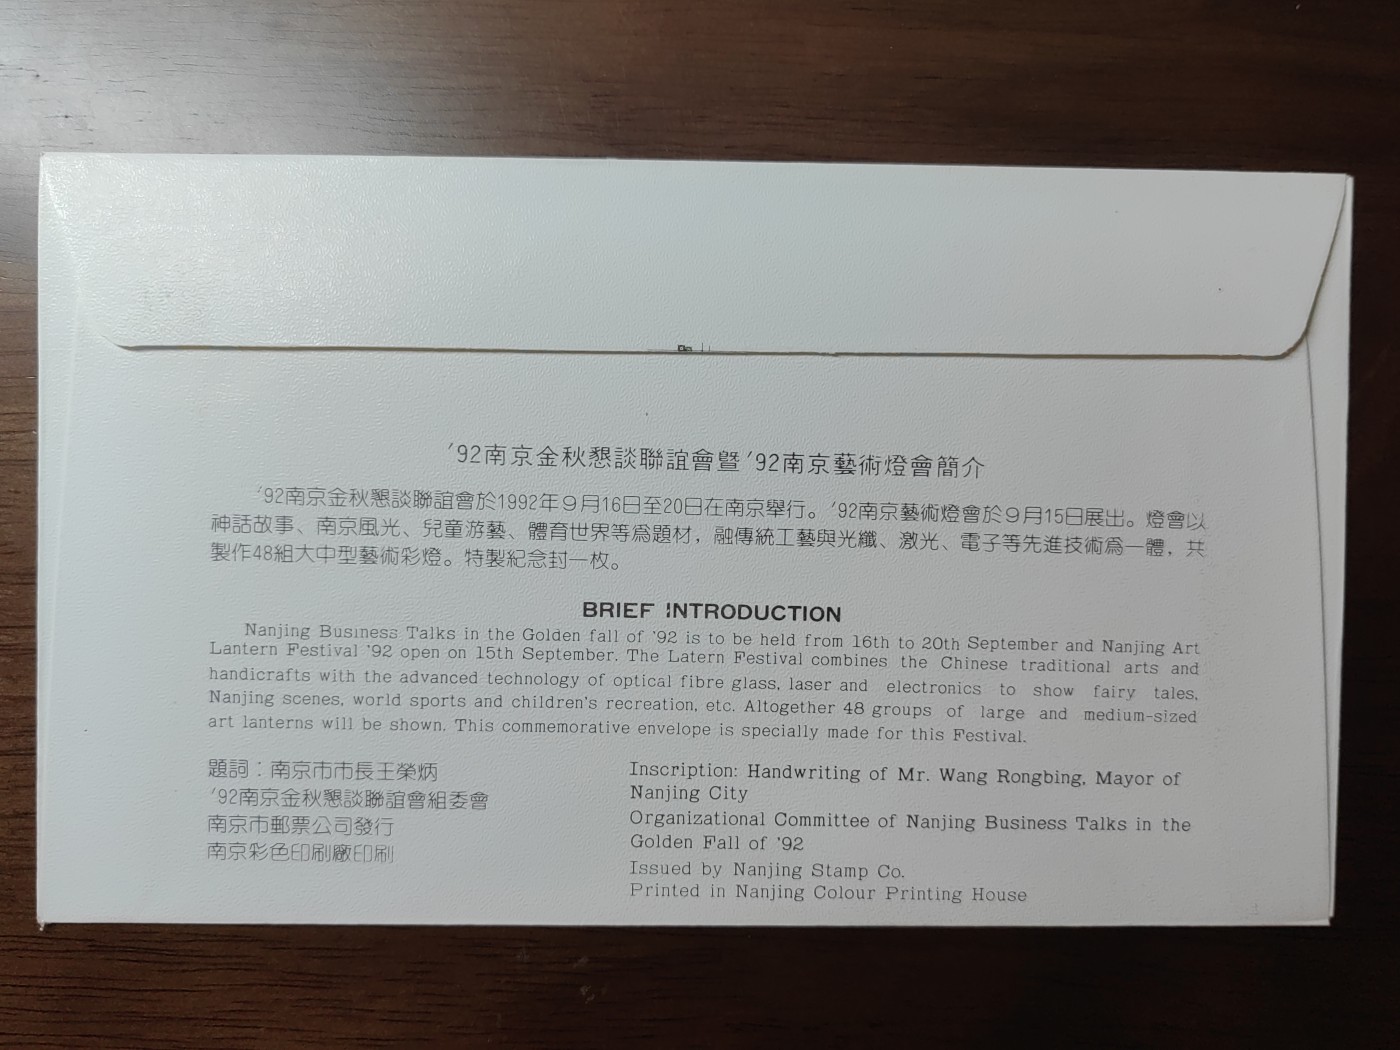 '92南京金秋懇談聯誼會暨'92南京藝術燈會簡介
'92南京金秋懇談聯誼會於1992年9月16日至20日在南京舉行。'92南京藝術燈會於9月15日展出。燈會以
神話故事、南京風光、兒童游藝、體育世界等爲題材，融傳統工藝與光纖、激光、電子等先進技術爲一體，共
製作48組大中型藝術彩燈。特製紀念封一枚。
BRIEF INTRODUCTION
Nanjing Business Talks in the Golden fall of '92 is to be held from 16th to 20th September and Nanjing Art
Lantern Festival '92 open on 15th September. The Latern Festival combines the Chinese traditional arts and
handicrafts with the advanced technology of optical fibre glass, laser and electronics to show fairy tales,
Nanjing scenes, world sports and children's recreation, etc. Altogether 48 groups of large and medium-sized
art lanterns will be shown. This commemorative envelope is specially made for this Festival.
題詞：南京市市長王榮炳
'92南京金秋懇談聯誼會組委會
南京市郵票公司發行
南京彩色印刷廠印刷
Inscription: Handwriting of Mr. Wang Rongbing, Mayor of
Nanjing City
Organizational Committee of Nanjing Business Talks in the
Golden Fall of '92
Issued by Nanjing Stamp Co.
Printed in Nanjing Colour Printing House